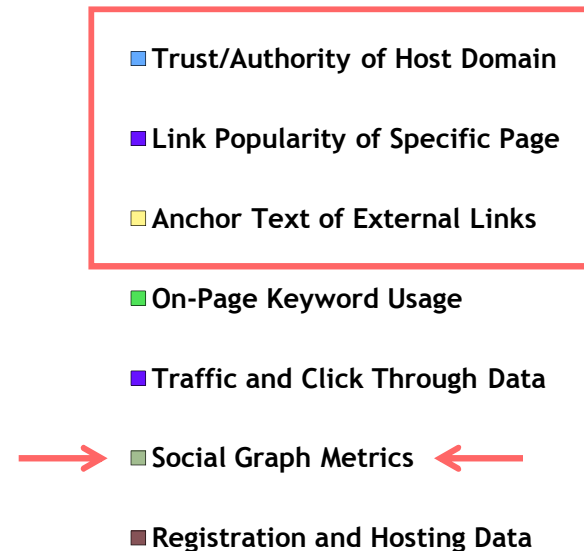 Trust/Authority of Host Domain
Link Popularity of Specific Page
Anchor Text of External Links
On-Page Keyword Usage
Traffic and Click Through Data
Social Graph Metrics
Registration and Hosting Data